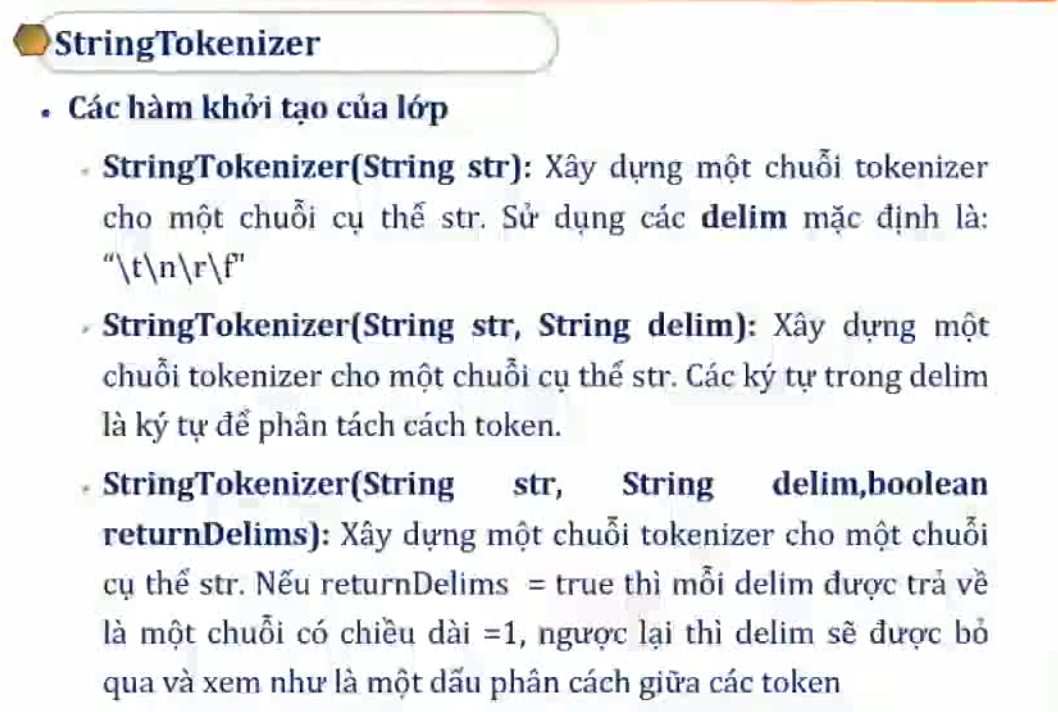 StringTokenizer
• Các hàm khởi tạo của lớp
StringTokenizer(String str): Xây dựng một chuỗi tokenizer
cho một chuỗi cụ thể str. Sử dụng các delim mặc định là:
“\t\n\r\f”
StringTokenizer(String str, String delim): Xây dựng một
chuỗi tokenizer cho một chuỗi cụ thể str. Các ký tự trong delim
là ký tự để phân tách cách token.
StringTokenizer(String str, String delim,boolean
returnDelims): Xây dựng một chuỗi tokenizer cho một chuỗi
cụ thể str. Nếu returnDelims = true thì mỗi delim được trả về
là một chuỗi có chiều dài =1, ngược lại thì delim sẽ được bỏ
qua và xem như là một dấu phân cách giữa các token